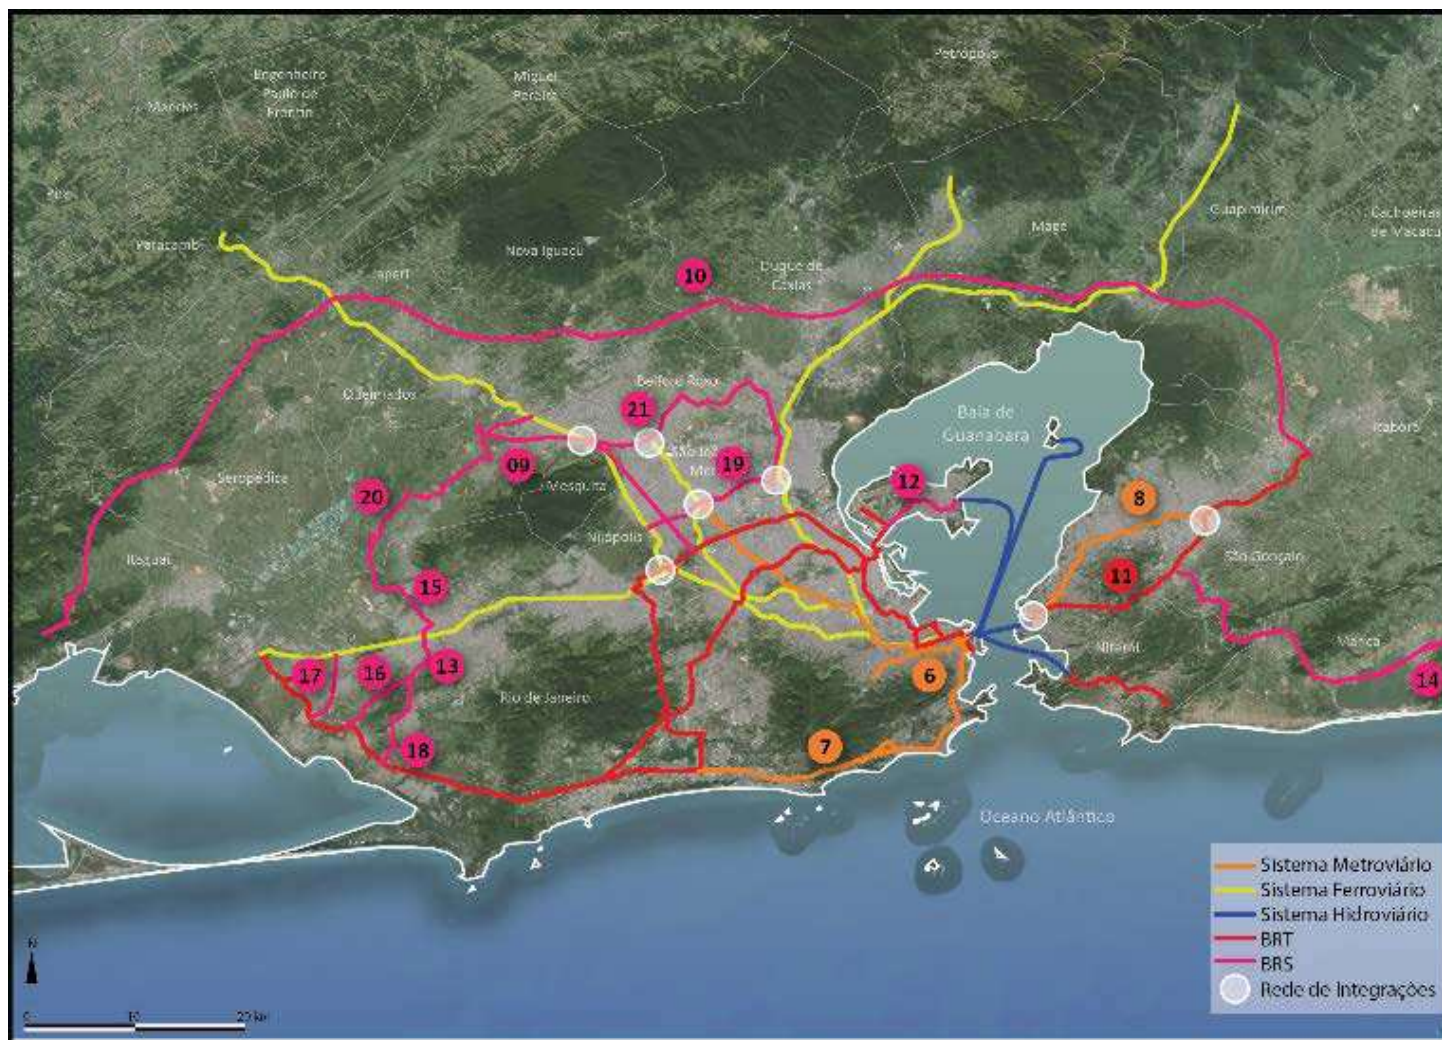 Petrópolis
Engenheiro
Paulo de
Frontin
Miguel
Pereira
Mendes
Guapimirim
Cachoeiras
de Macacu
Magé
Paracambi
Japeri
Nova Iguaçu
10
Duque de
Caxias
Queimados
Belford Roxo
21
Baía de
Guanabara
Itaboraí
Seropédica
09
20
Mesquita
19
12
8
Nilópolis
São Gonçalo
Itaguaí
15
11
17
16
13
Rio de Janeiro
6
Niterói
Maricá
14
18
7
Oceano Atlântico
Sistema Metroviário
Sistema Ferroviário
Sistema Hidroviário
BRT
BRS
Rede de Integrações
N
0 10 20 km